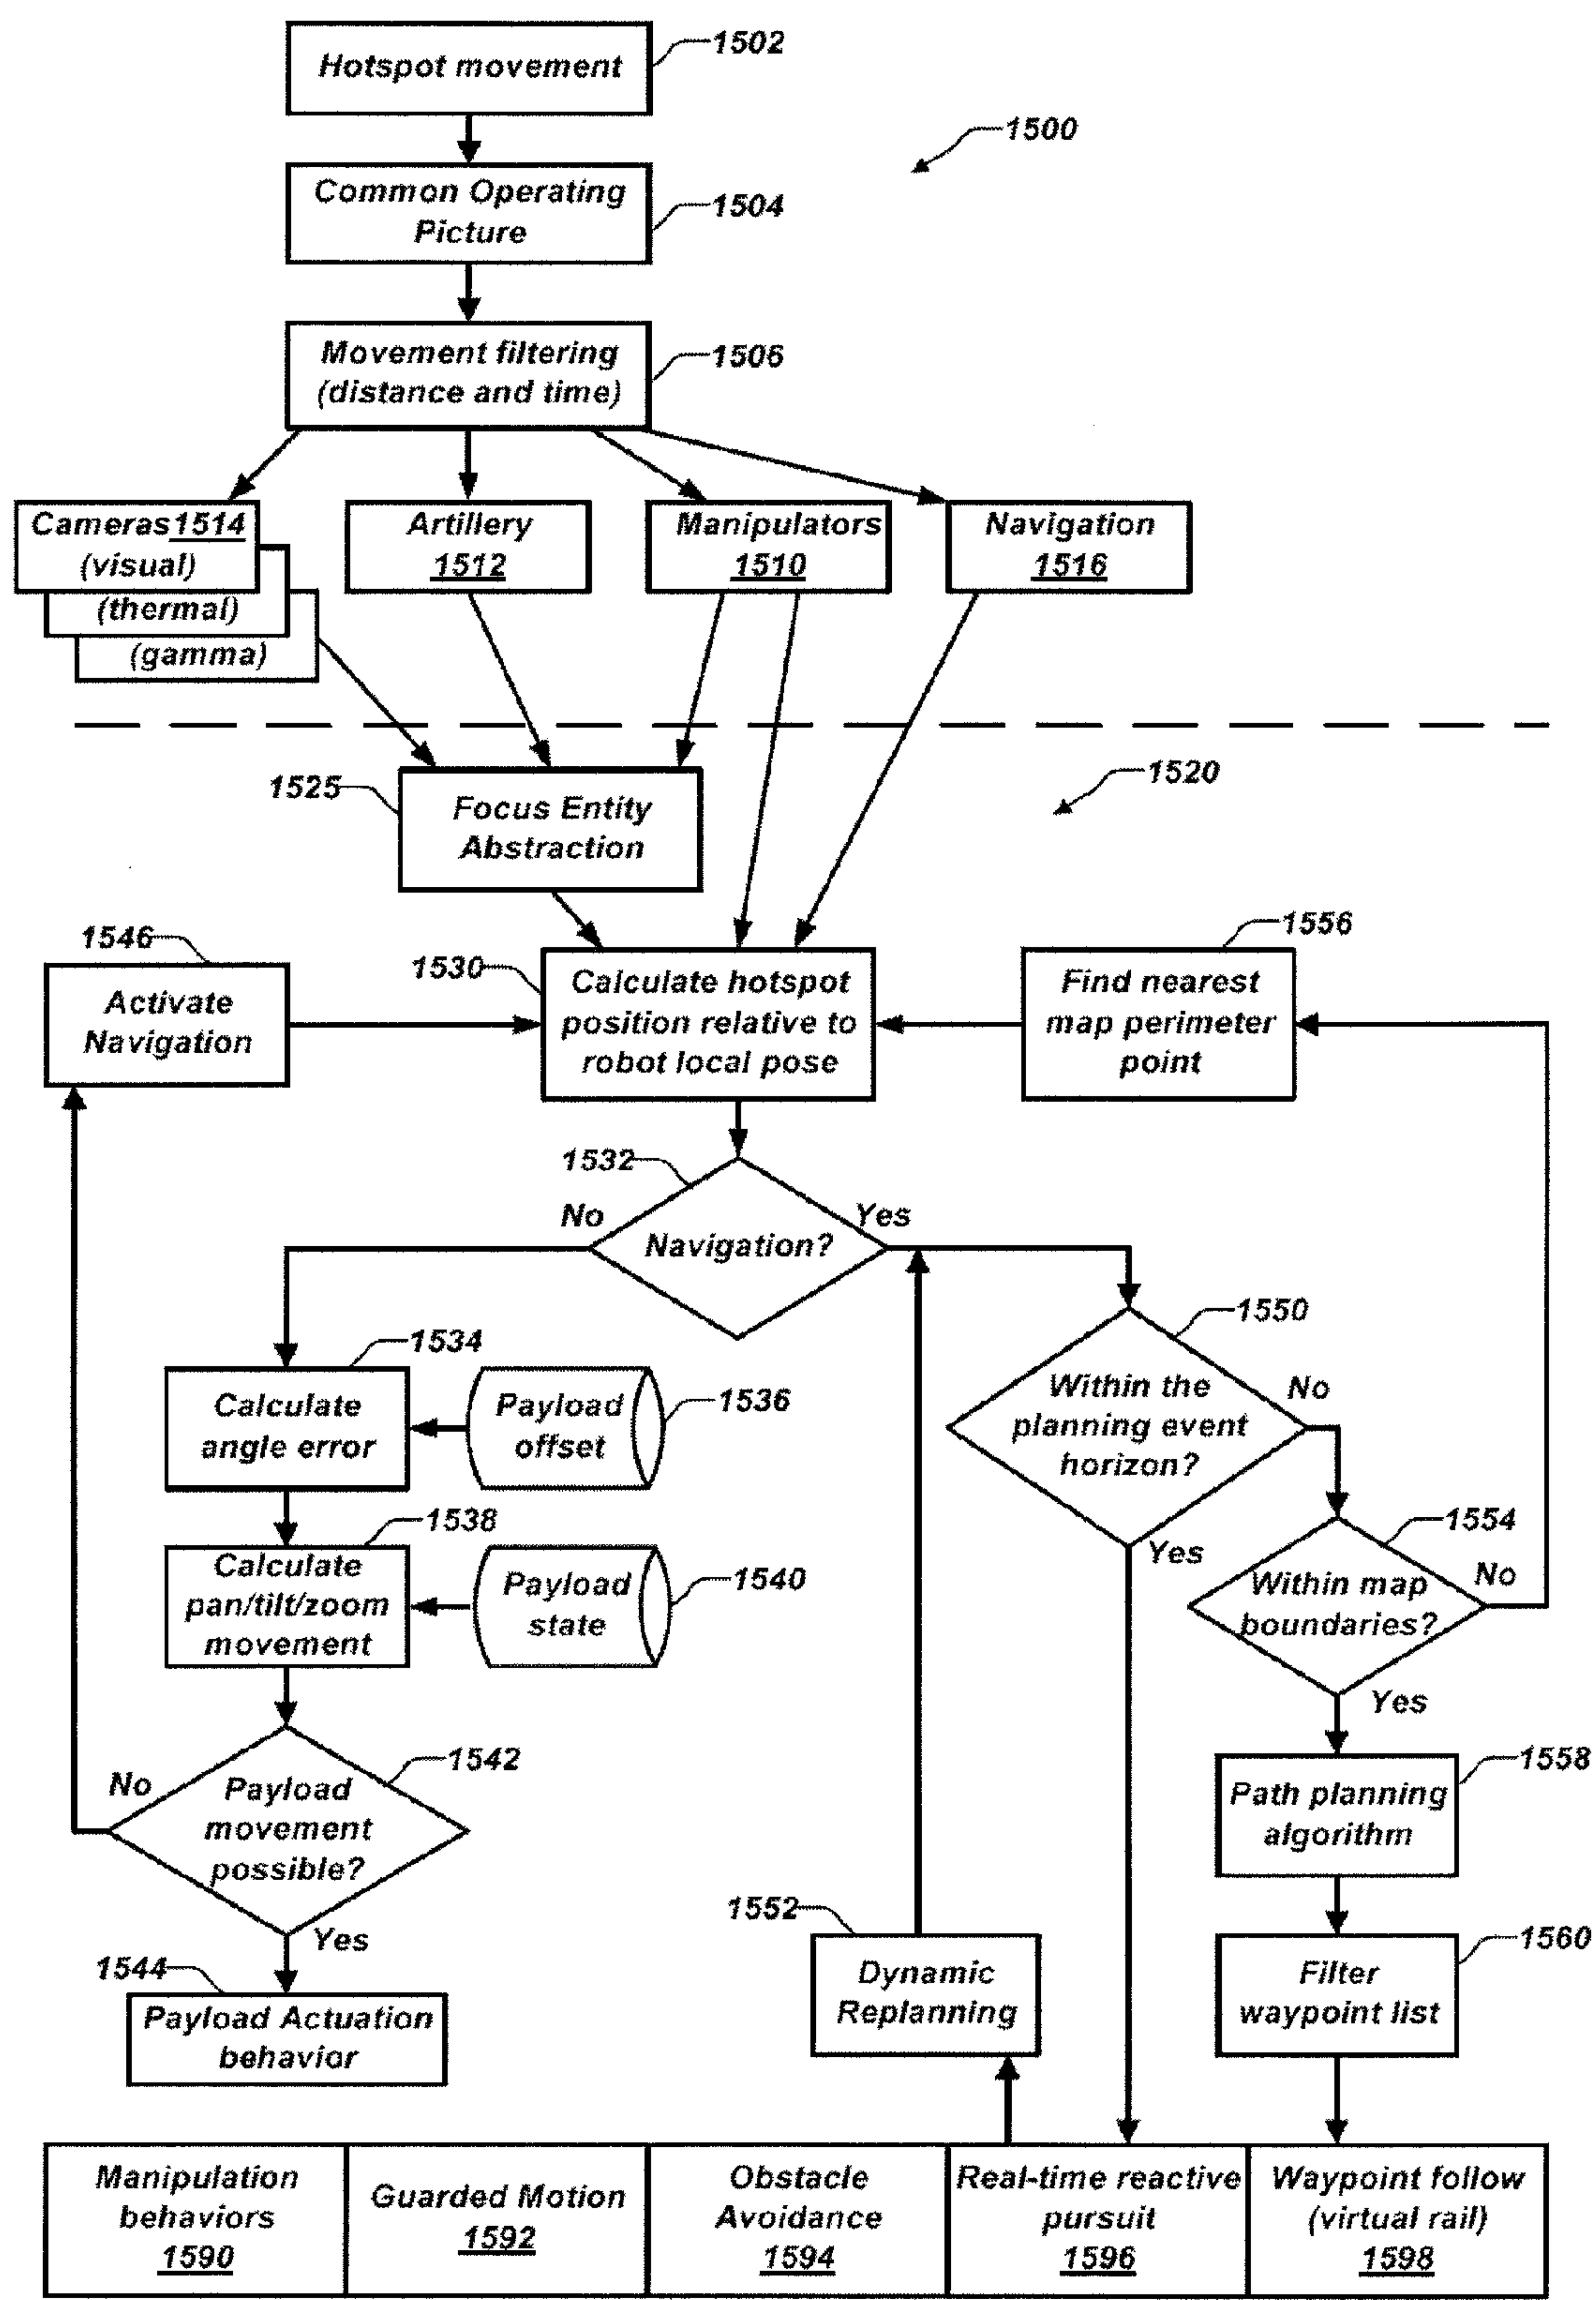 Hotspot movement
1502
1500
Common Operating
Picture
1504
Movement filtering
(distance and time)
1506
Cameras 1514
(visual)
(thermal)
(gamma)
Artillery
1512
Manipulators
1510
Navigation
1516
1520
1525
Focus Entity
Abstraction
1546
Activate
Navigation
1530
Calculate hotspot
position relative to
robot local pose
1556
Find nearest
map perimeter
point
1532
No
Yes
Navigation?
1534
Calculate
angle error
Payload
offset
1536
1550
Within the
planning event
horizon?
No
Yes
1538
Calculate
pan/tilt/zoom
movement
Payload
state
1540
1554
Within map
boundaries?
No
Yes
1542
No
Payload
movement
possible?
Yes
1558
Path planning
algorithm
1544
Payload Actuation
behavior
1552
Dynamic
Replanning
1560
Filter
waypoint list
Manipulation
behaviors
1590
Guarded Motion
1592
Obstacle
Avoidance
1594
Real-time reactive
pursuit
1596
Waypoint follow
(virtual rail)
1598